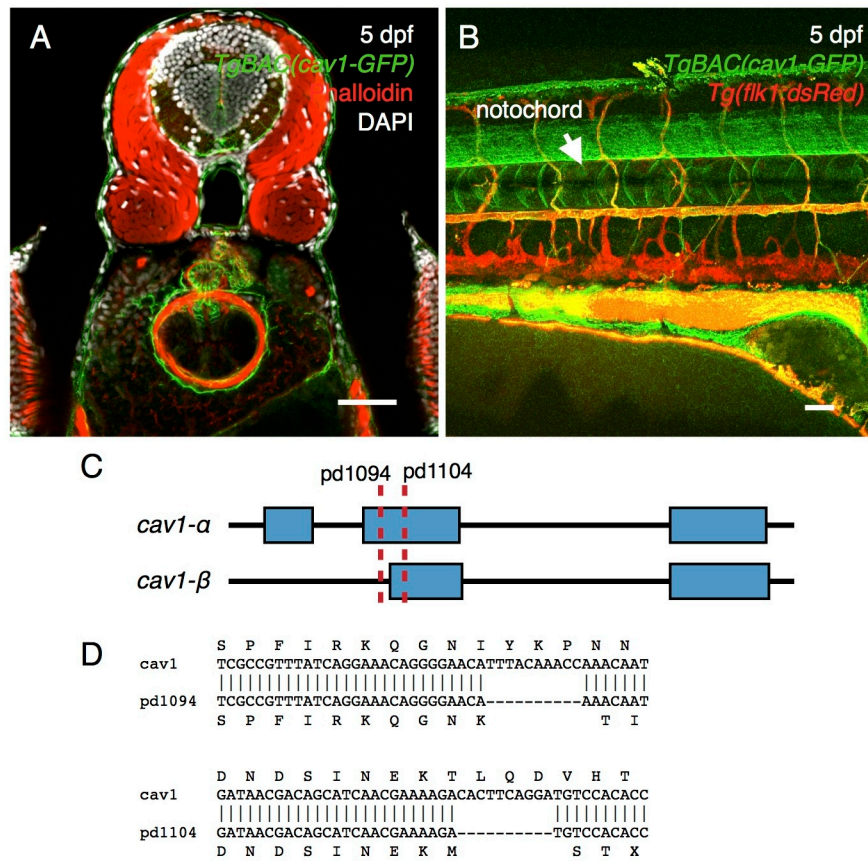 A
5 dpf
TgBAC(cav1-GFP)
halloidin
DAPI
B
5 dpf
TgBAC(cav1-GFP)
Tg(flk1:dsRed)
notochord
C
pd1094 pd1104
cav1-α
cav1-β
D
S P F I R K Q G N I Y K P N N
cav1 TCGCCGTTTATCAGGAAACAGGGGAACATTTACAAACCAAACAAT
pd1094 TCGCCGTTTATCAGGAAACAGGGGAACA----------AAACAAT
S P F I R K Q G N K T I
D N D S I N E K T L Q D V H T
cav1 GATAACGACAGCATCAACGAAAAGACACTTCAGGATGTCCACACC
pd1104 GATAACGACAGCATCAACGAAAAGA----------TGTCCACACC
D N D S I N E K M S T X